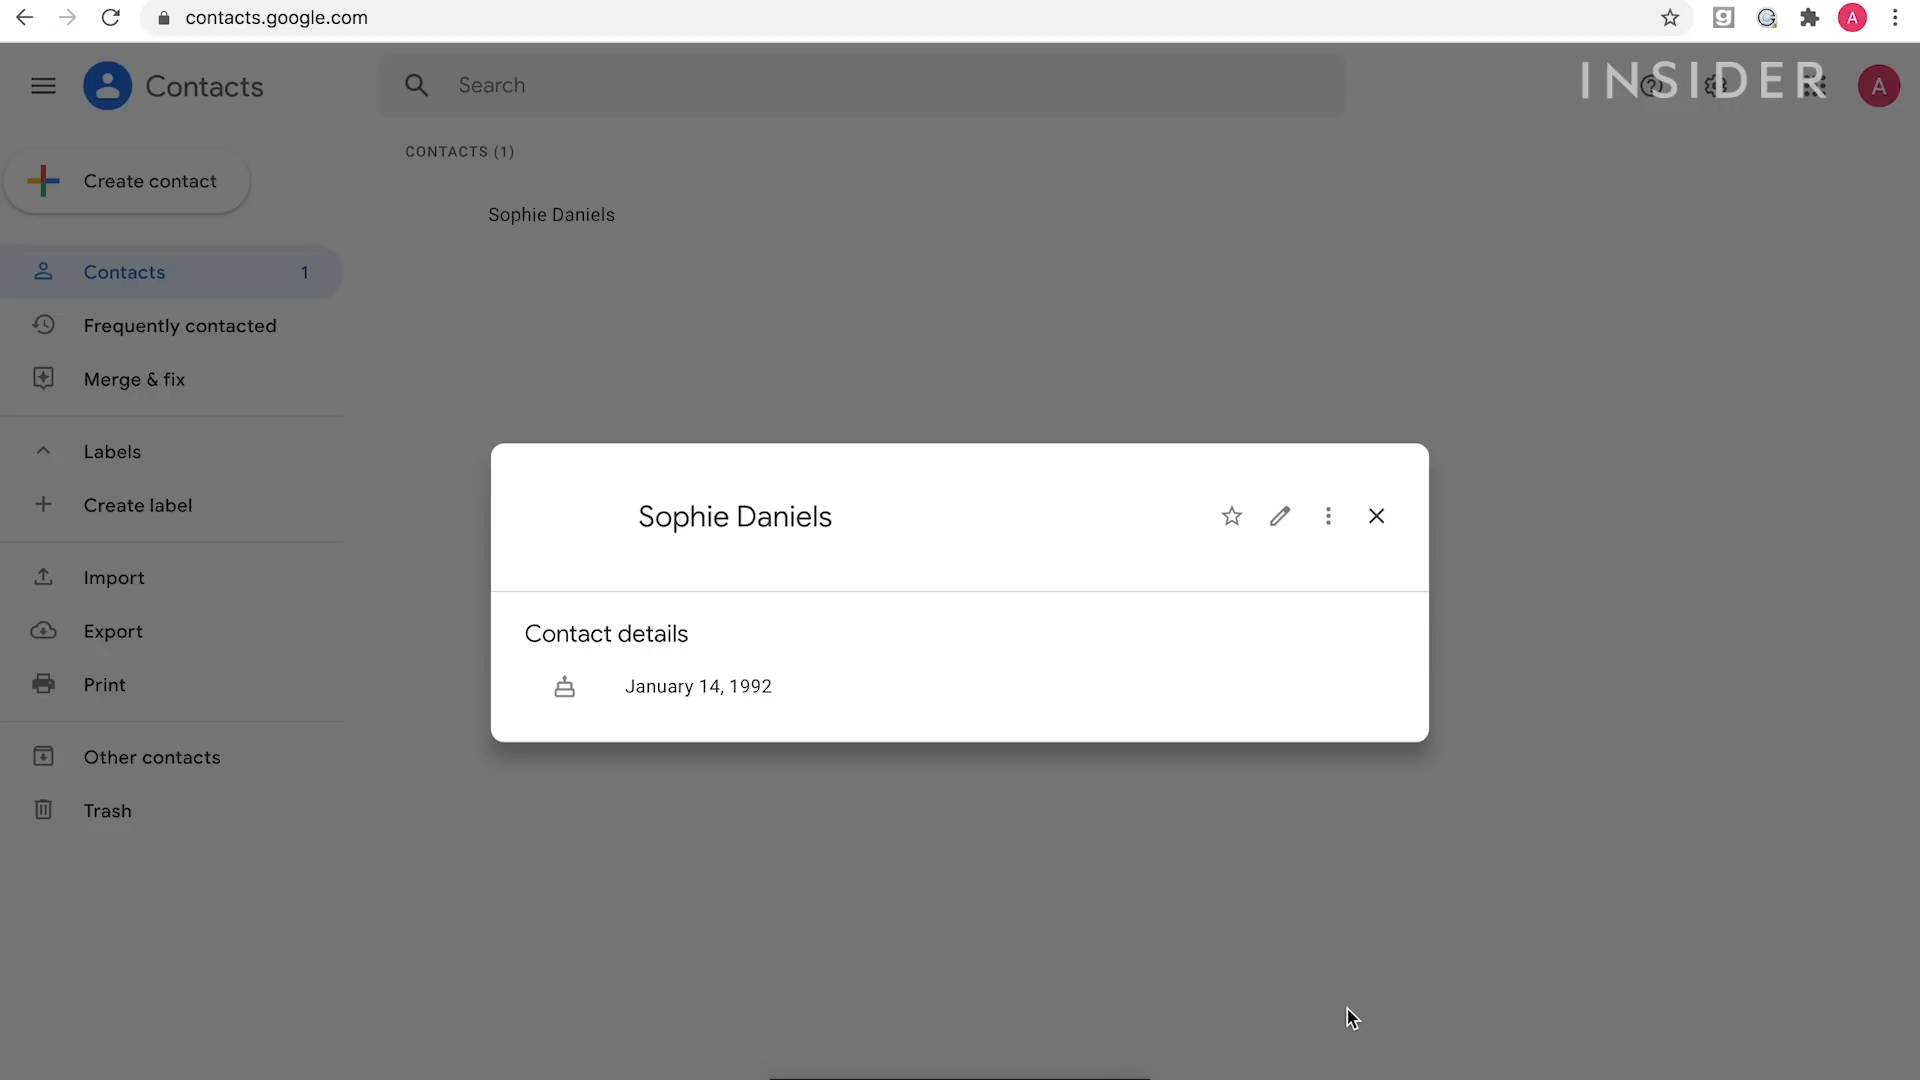 contacts.google.com
A
Contacts
Search
INSIDER
A
CONTACTS (1)
Create contact
Sophie Daniels
Contacts 1
Frequently contacted
Merge & fix
Labels
Create label
Import
Export
Print
Other contacts
Trash
Sophie Daniels
Contact details
January 14, 1992